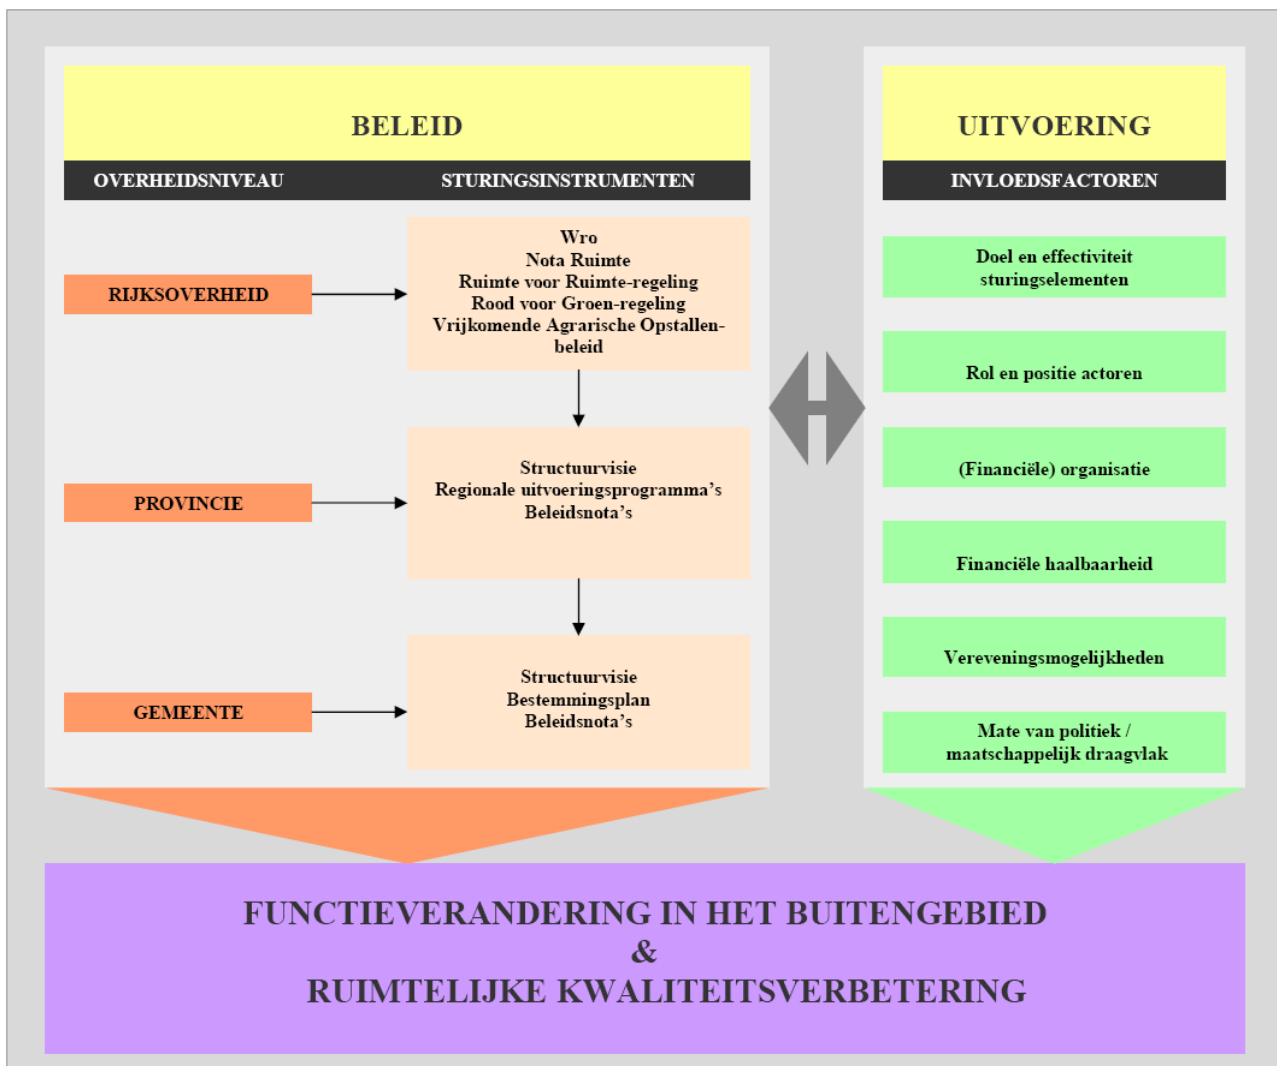 BELEID
OVERHEIDSNIVEAU
STURINGSINSTRUMENTEN
RIJKSOVERHEID
Wro
Nota Ruimte
Ruimte voor Ruimte-regeling
Rood voor Groen-regeling
Vrijkomende Agrarische Opstallen-
beleid
PROVINCIE
Structuurvisie
Regionale uitvoeringsprogramma's
Beleidsnota's
GEMEENTE
Structuurvisie
Bestemmingsplan
Beleidsnota's
UITVOERING
INVLOEDSFACTOREN
Doel en effectiviteit
sturingselementen
Rol en positie actoren
(Financiële) organisatie
Financiële haalbaarheid
Vereveningsmogelijkheden
Mate van politiek /
maatschappelijk draagvlak
FUNCTIEVERANDERING IN HET BUITENGEBIED
&
RUIMTELIJKE KWALITEITSVERBETERING